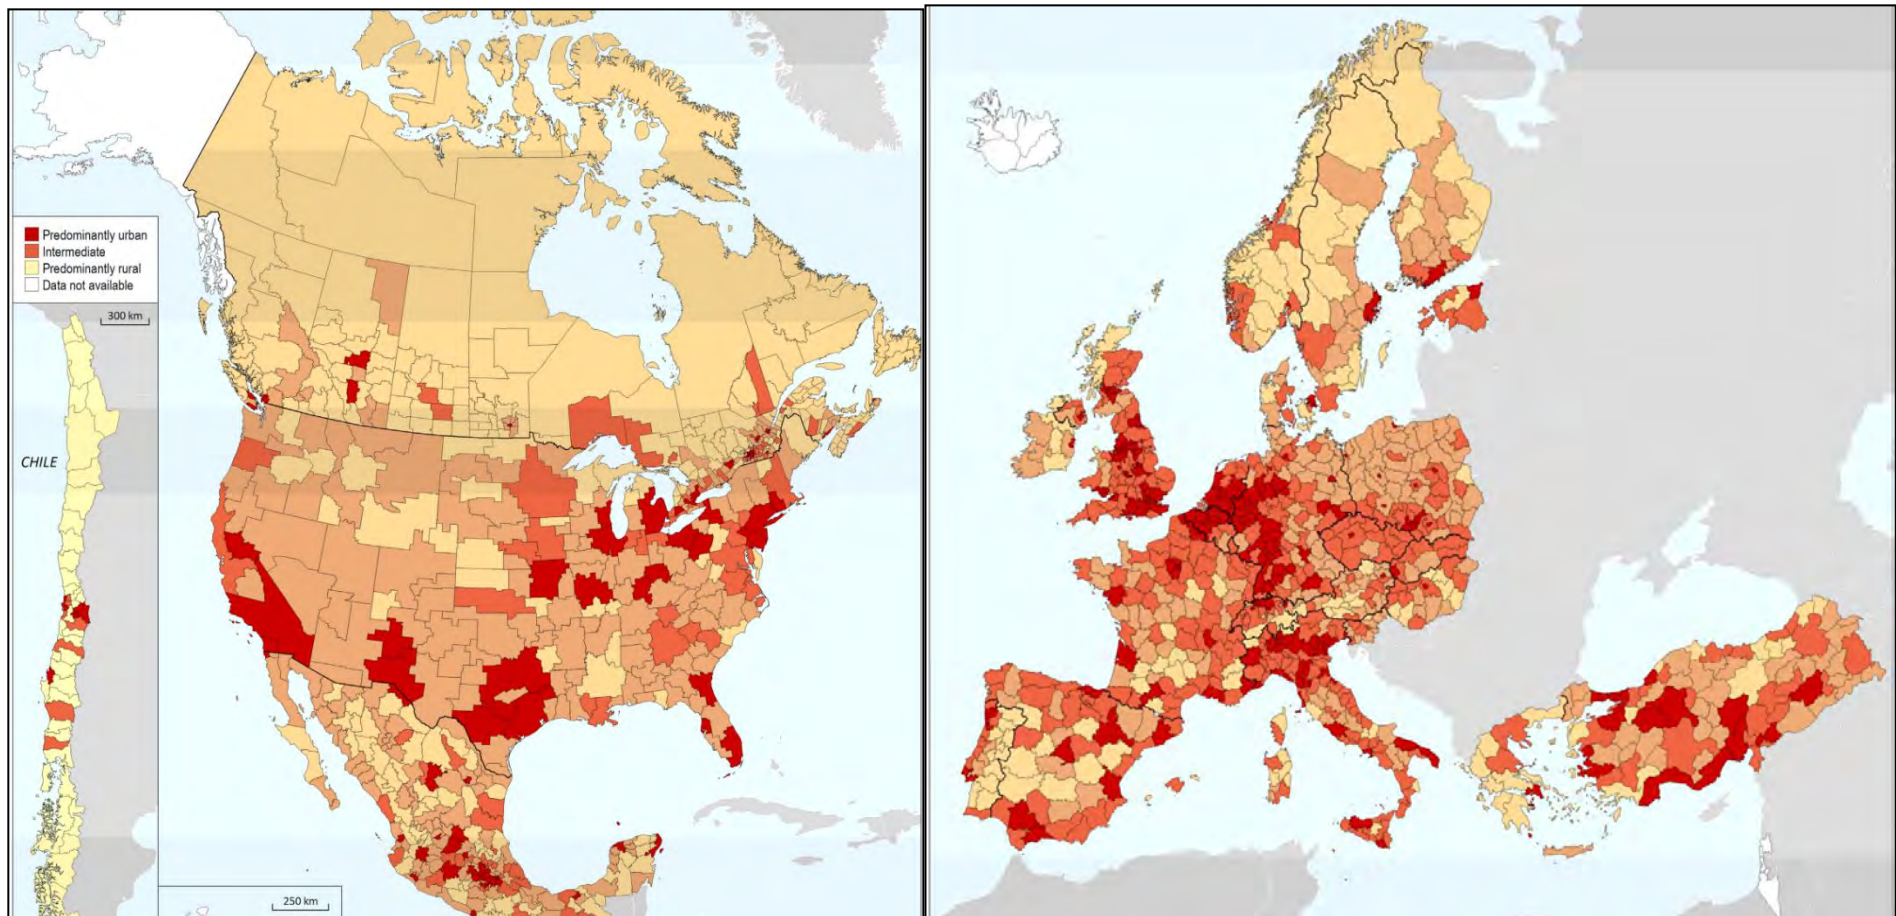 Predominantly urban
Intermediate
Predominantly rural
Data not available
300 km
CHILE
250 km